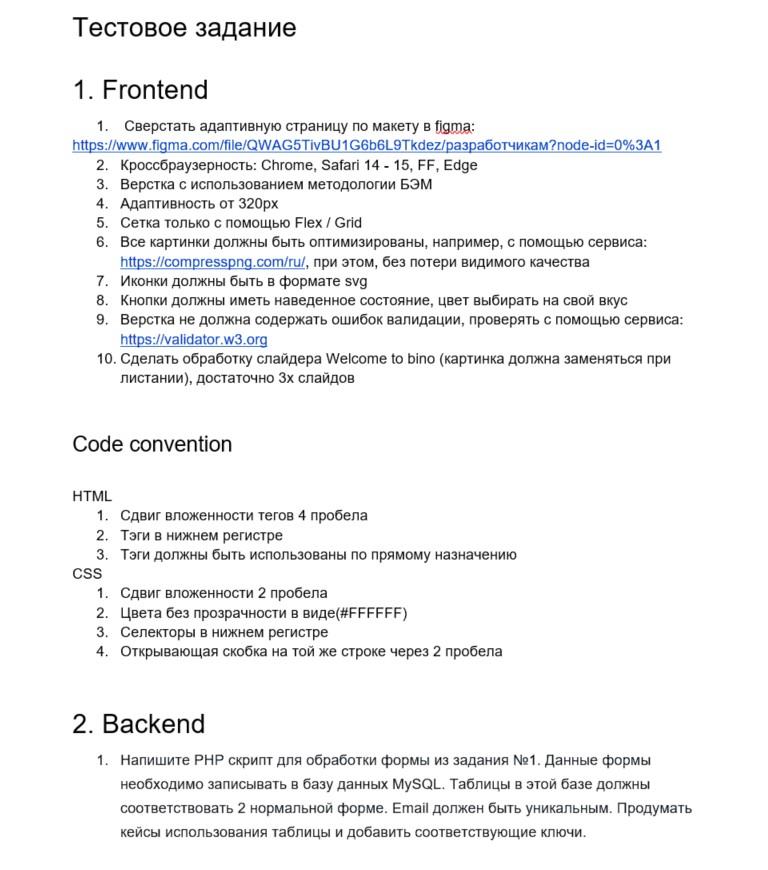 Тестовое задание
1. Frontend
1. Сверстать адаптивную страницу по макету в figma:
https://www.figma.com/file/QWAG5TivBU1G6b6L9Tkdez/разработчикам?node-id=0%3A1
2. Кроссбраузерность: Chrome, Safari 14 - 15, FF, Edge
3. Верстка с использованием методологии БЭМ
4. Адаптивность от 320px
5. Сетка только с помощью Flex / Grid
6. Все картинки должны быть оптимизированы, например, с помощью сервиса:
https://compresspng.com/ru/, при этом, без потери видимого качества
7. Иконки должны быть в формате svg
8. Кнопки должны иметь наведенное состояние, цвет выбирать на свой вкус
9. Верстка не должна содержать ошибок валидации, проверять с помощью сервиса:
https://validator.w3.org
10. Сделать обработку слайдера Welcome to bino (картинка должна заменяться при
листании), достаточно 3х слайдов
Code convention
HTML
1. Сдвиг вложенности тегов 4 пробела
2. Тэги в нижнем регистре
3. Тэги должны быть использованы по прямому назначению
CSS
1. Сдвиг вложенности 2 пробела
2. Цвета без прозрачности в виде(#FFFFFF)
3. Селекторы в нижнем регистре
4. Открывающая скобка на той же строке через 2 пробела
2. Backend
1. Напишите PHP скрипт для обработки формы из задания №1. Данные формы
необходимо записывать в базу данных MySQL. Таблицы в этой базе должны
соответствовать 2 нормальной форме. Email должен быть уникальным. Продумать
кейсы использования таблицы и добавить соответствующие ключи.